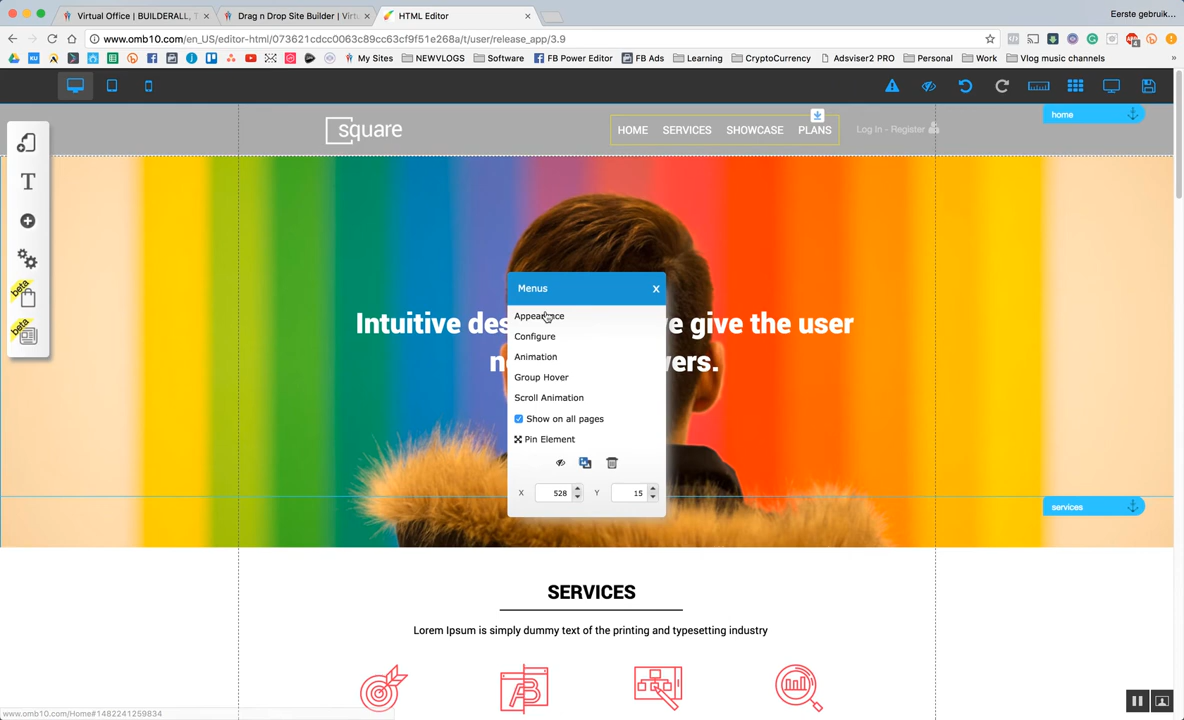 Virtual Office | BUILDERALL, T
Drag n Drop Site Builder | Virtu
HTML Editor
Eerste gebruik...
www.omb10.com/en_US/editor-html/073621cdcc0063c89cc63cf9f51e268a/t/user/release_app/3.9
My Sites
NEWVLOGS
Software
FB Power Editor
FB Ads
Learning
CryptoCurrency
Adsviser2 PRO
Personal
Work
Vlog music channels
square
HOME SERVICES SHOWCASE PLANS
Log In - Register
home
Menus
x
Appearance
Configure
Animation
Group Hover
Scroll Animation
Show on all pages
Pin Element
X 528 Y 15
Intuitive
give the user
beta
beta
services
SERVICES
Lorem Ipsum is simply dummy text of the printing and typesetting industry
www.omb10.com/Home#1482241259834